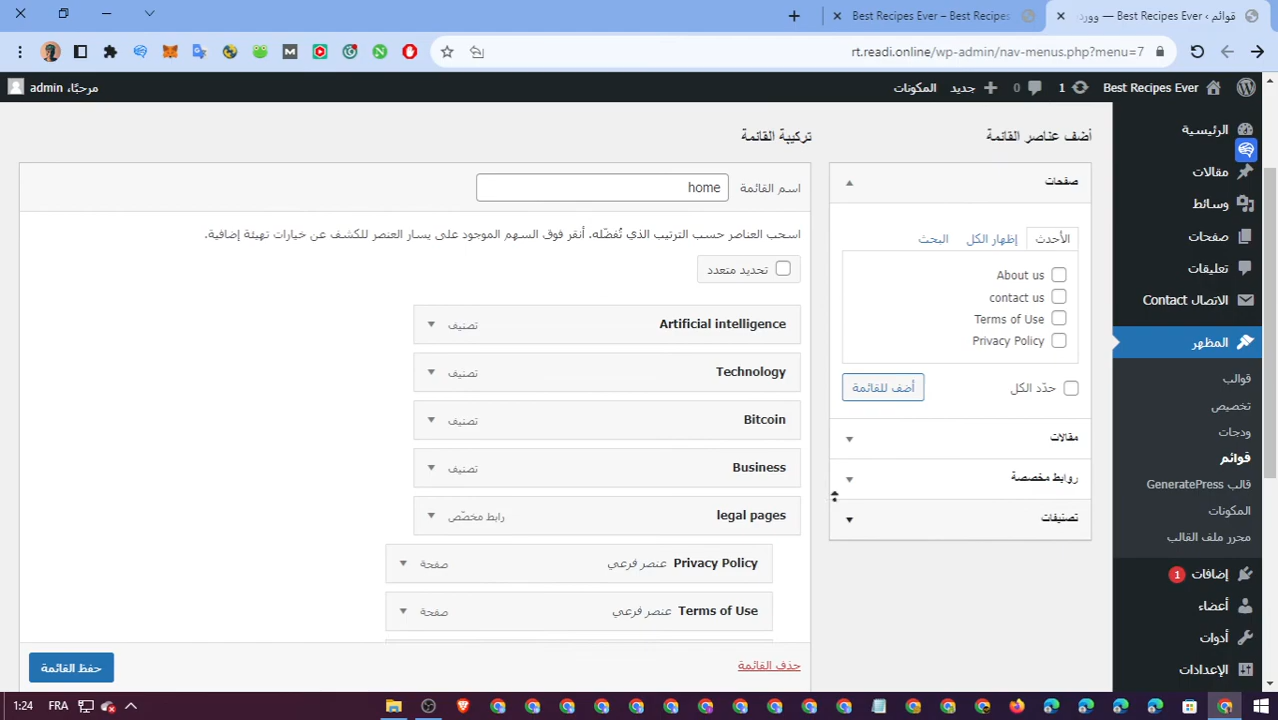 قوائم ‹ Best Recipes Ever — وورد
Best Recipes Ever – Best Recipes
rt.readi.online/wp-admin/nav-menus.php?menu=7
Best Recipes Ever
1
0
جديد
المكونات
مرحبًا، admin
الرئيسية
مقالات
وسائط
صفحات
تعليقات
الاتصال Contact
المظهر
قوالب
تخصيص
ودجات
قوائم
قالب GeneratePress
المكونات
محرر ملف القالب
إضافات 1
أعضاء
أدوات
الإعدادات
أضف عناصر القائمة
صفحات
الأحدث
إظهار الكل
البحث
About us
contact us
Terms of Use
Privacy Policy
حدّد الكل
أضف للقائمة
مقالات
روابط مخصصة
تصنيفات
تركيبة القائمة
اسم القائمة home
اسحب العناصر حسب الترتيب الذي تُفضّله. أنقر فوق السهم الموجود على يسار العنصر للكشف عن خيارات تهيئة إضافية.
تحديد متعدد
Artificial intelligence تصنيف
Technology تصنيف
Bitcoin تصنيف
Business تصنيف
legal pages رابط مخصّص
Privacy Policy عنصر فرعي صفحة
Terms of Use عنصر فرعي صفحة
حذف القائمة
حفظ القائمة
1:24
FRA